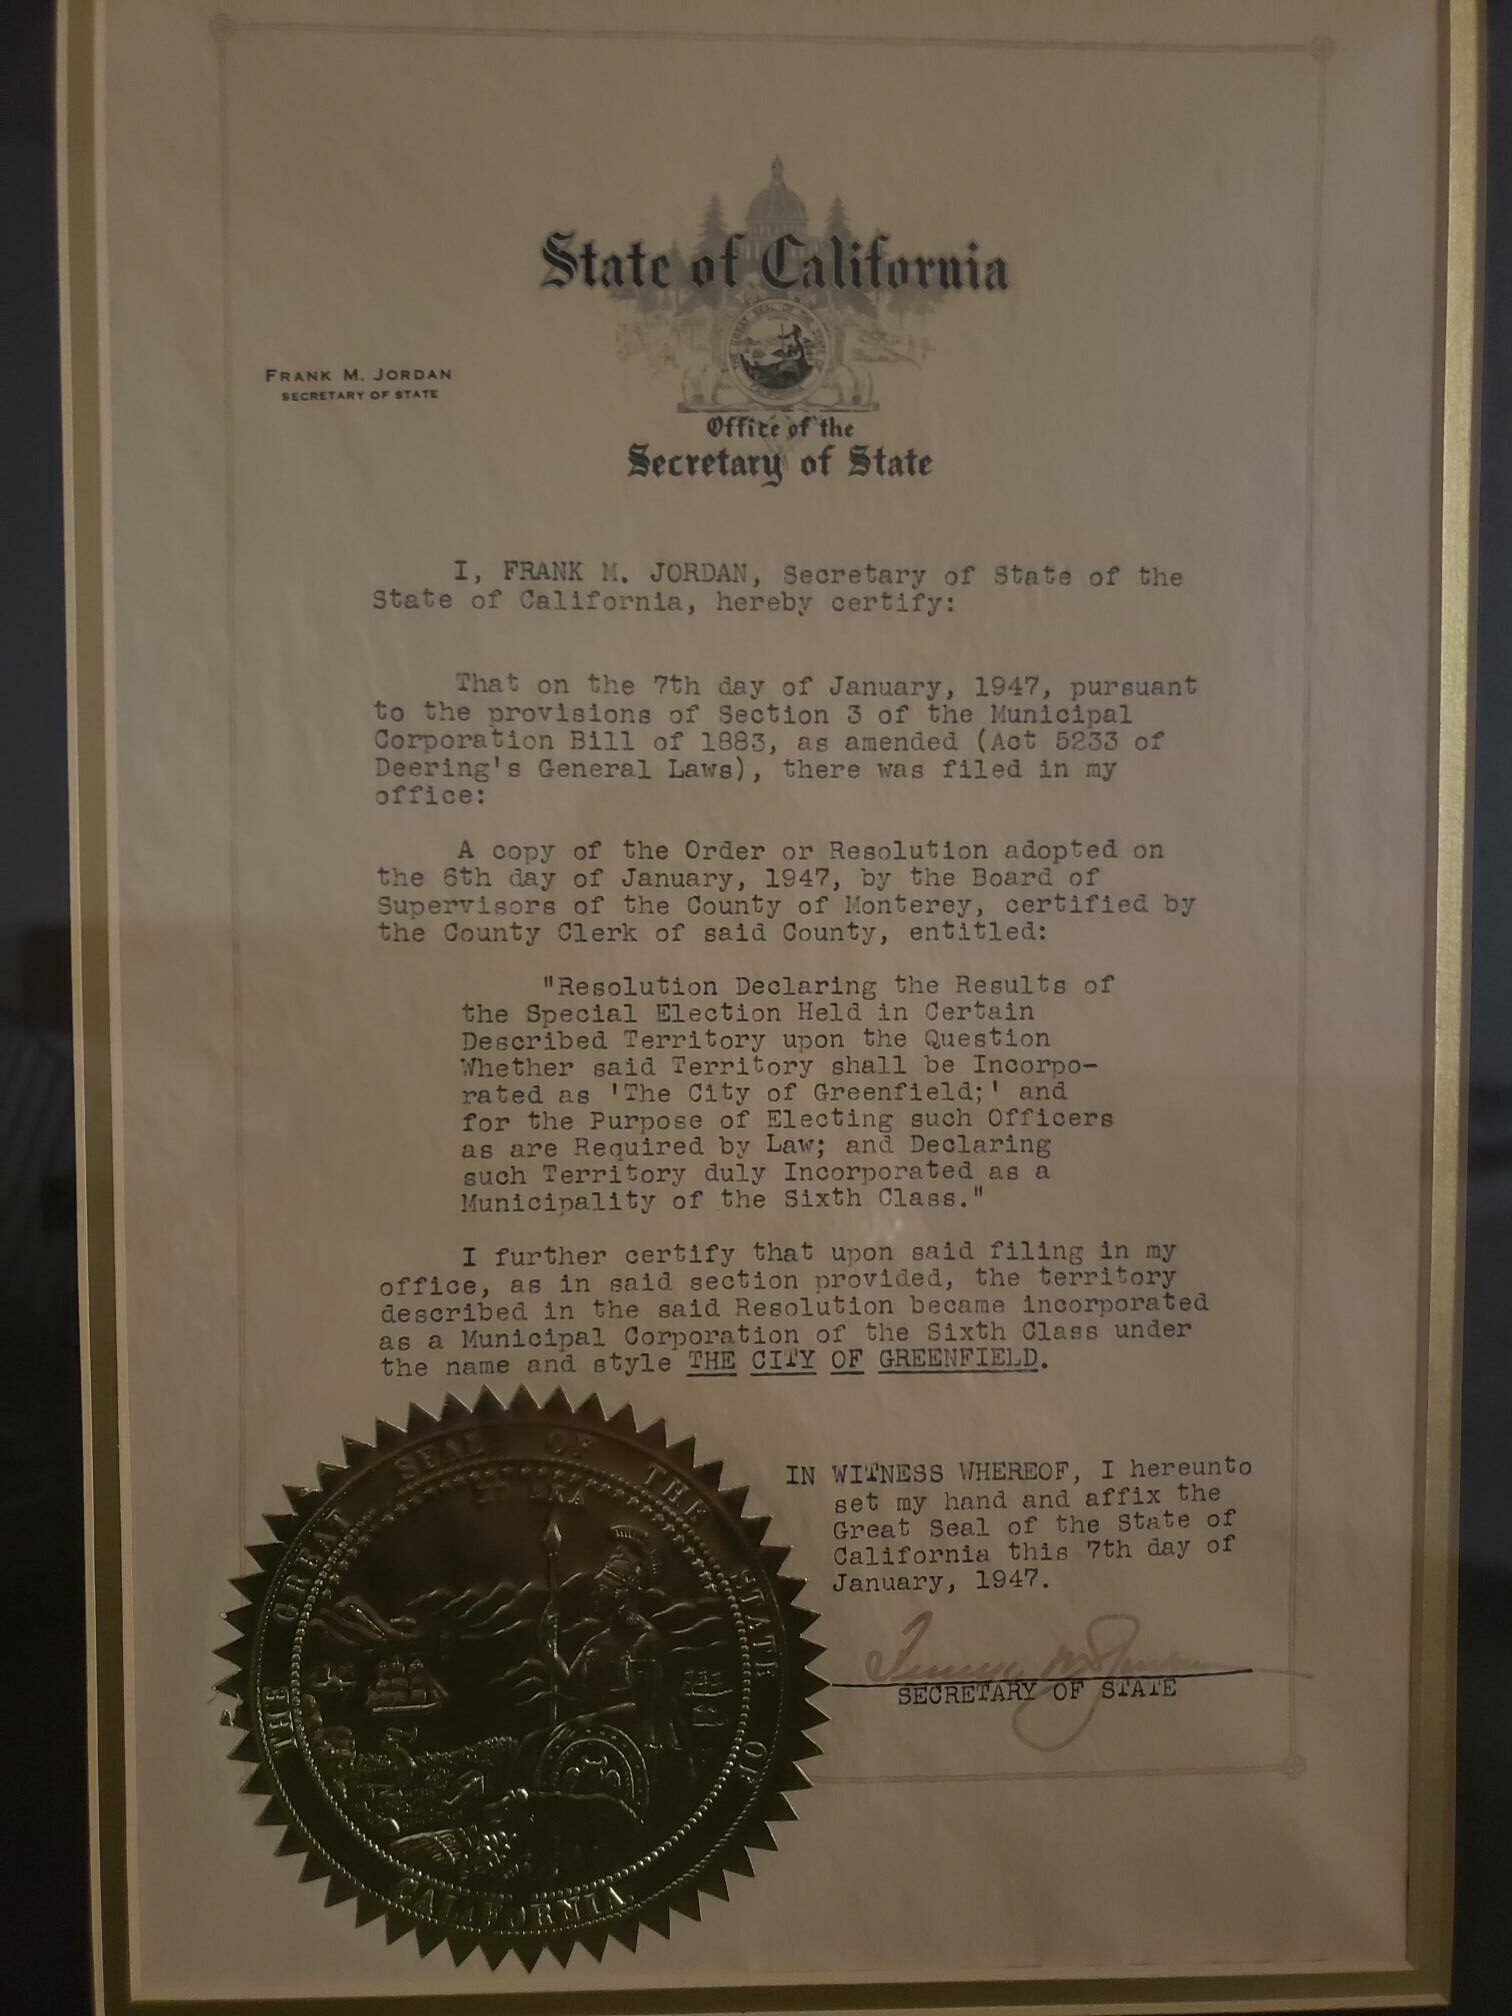 State of California
FRANK M. JORDAN
SECRETARY OF STATE
Office of the
Secretary of State
I, FRANK M. JORDAN, Secretary of State of the
State of California, hereby certify:
That on the 7th day of January, 1947, pursuant
to the provisions of Section 3 of the Municipal
Corporation Bill of 1883, as amended (Act 5233 of
Deering's General Laws), there was filed in my
office:
A copy of the Order or Resolution adopted on
the 6th day of January, 1947, by the Board of
Supervisors of the County of Monterey, certified by
the County Clerk of said County, entitled:
"Resolution Declaring the Results of
the Special Election Held in Certain
Described Territory upon the Question
Whether said Territory shall be Incorpo-
rated as 'The City of Greenfield;' and
for the Purpose of Electing such Officers
as are Required by Law; and Declaring
such Territory duly Incorporated as a
Municipality of the Sixth Class."
I further certify that upon said filing in my
office, as in said section provided, the territory
described in the said Resolution became incorporated
as a Municipal Corporation of the Sixth Class under
the name and style THE CITY OF GREENFIELD.
IN WITNESS WHEREOF, I hereunto
set my hand and affix the
Great Seal of the State of
California this 7th day of
January, 1947.
SECRETARY OF STATE
THE GREAT SEAL OF THE STATE OF
CALIFORNIA